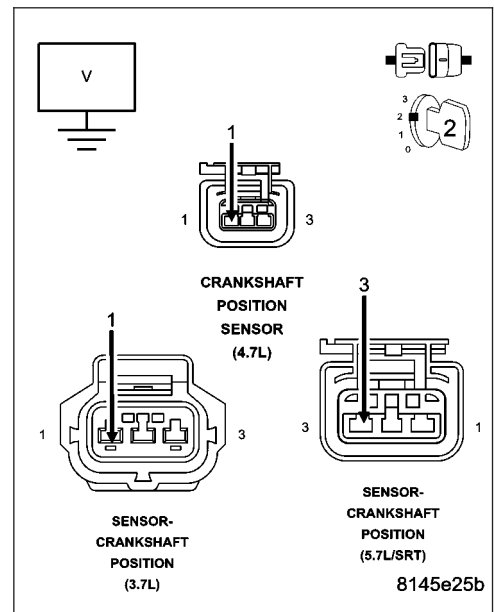 V
3
2
1
0
2
1
1
3
CRANKSHAFT
POSITION
SENSOR
(4.7L)
3
1
1
3
3
1
SENSOR-
CRANKSHAFT
POSITION
(3.7L)
SENSOR-
CRANKSHAFT
POSITION
(5.7L/SRT)
8145e25b